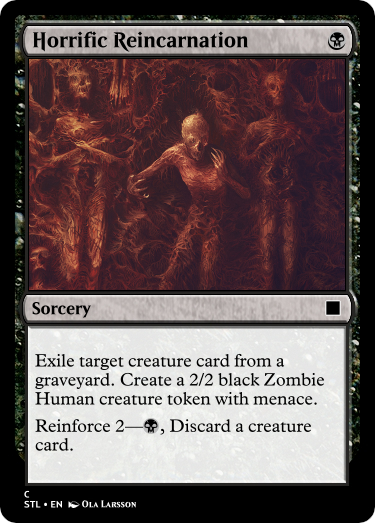 Horrific Reincarnation
Sorcery
Exile target creature card from a
graveyard. Create a 2/2 black Zombie
Human creature token with menace.
Reinforce 2—, Discard a creature
card.
C
STL • EN Ola Larsson